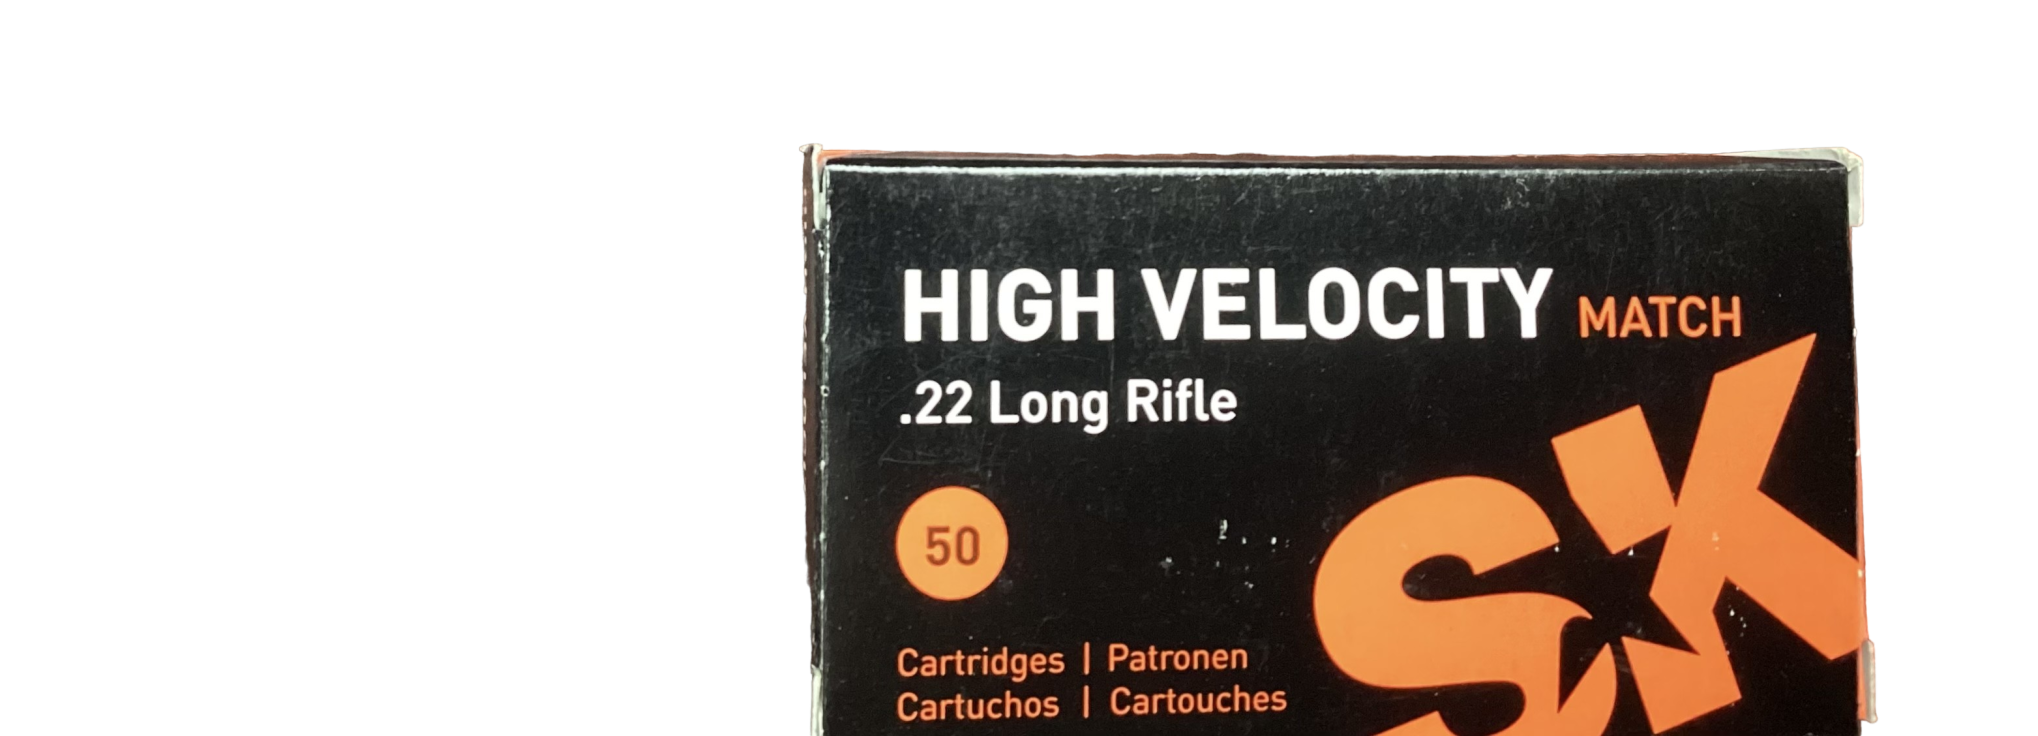 HIGH VELOCITY MATCH
.22 Long Rifle
SK
50
Cartridges | Patronen
Cartuchos | Cartouches